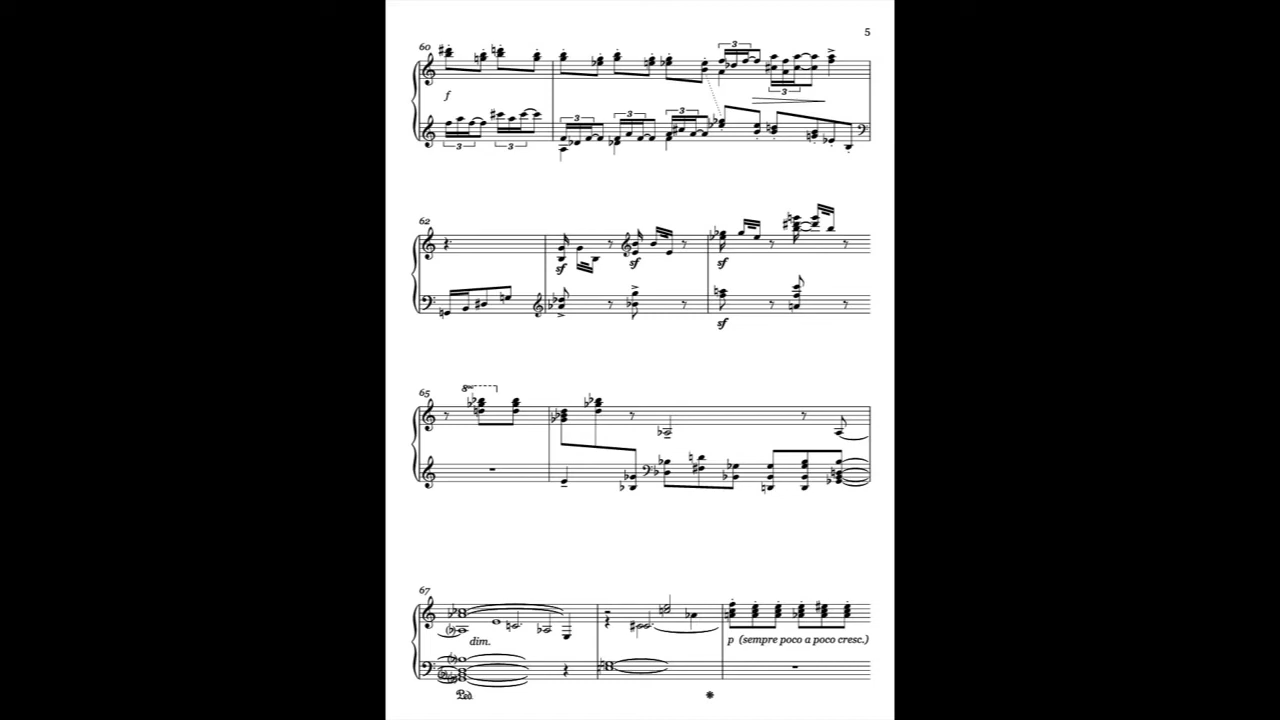 5
60
3
3
f
3
3
3
3
3
62
sf
sf
sf
sf
65
8va
67
dim.
p (sempre poco a poco cresc.)
Ped.